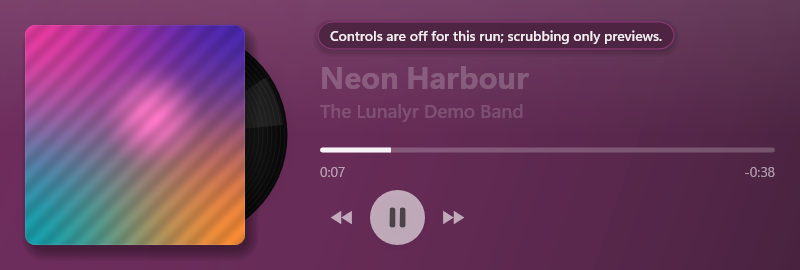 Controls are off for this run; scrubbing only previews.
Neon Harbour
The Lunalyr Demo Band
0:07
-0:38